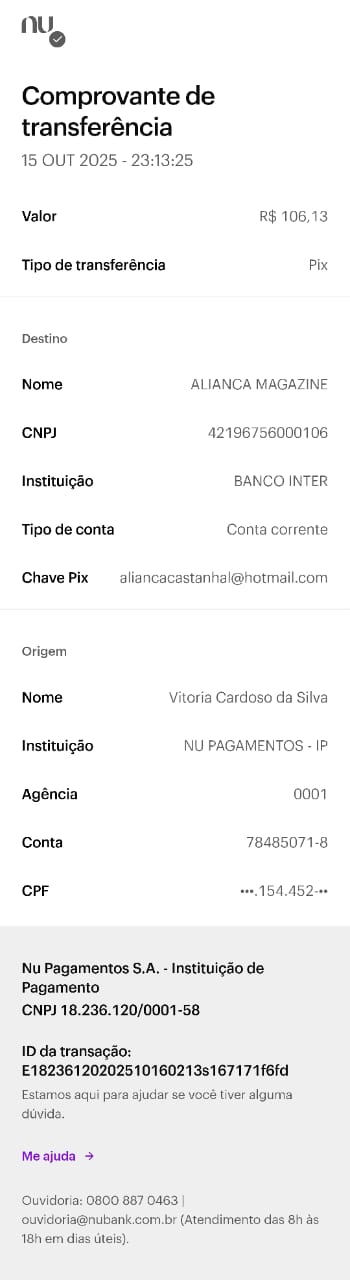 nu
Comprovante de
transferência
15 OUT 2025 - 23:13:25
Valor R$ 106,13
Tipo de transferência Pix
Destino
Nome ALIANCA MAGAZINE
CNPJ 42196756000106
Instituição BANCO INTER
Tipo de conta Conta corrente
Chave Pix aliancacastanhal@hotmail.com
Origem
Nome Vitoria Cardoso da Silva
Instituição NU PAGAMENTOS - IP
Agência 0001
Conta 78485071-8
CPF •••.154.452-••
Nu Pagamentos S.A. - Instituição de
Pagamento
CNPJ 18.236.120/0001-58
ID da transação:
E18236120202510160213s167171f6fd
Estamos aqui para ajudar se você tiver alguma
dúvida.
Me ajuda →
Ouvidoria: 0800 887 0463 |
ouvidoria@nubank.com.br (Atendimento das 8h às
18h em dias úteis).